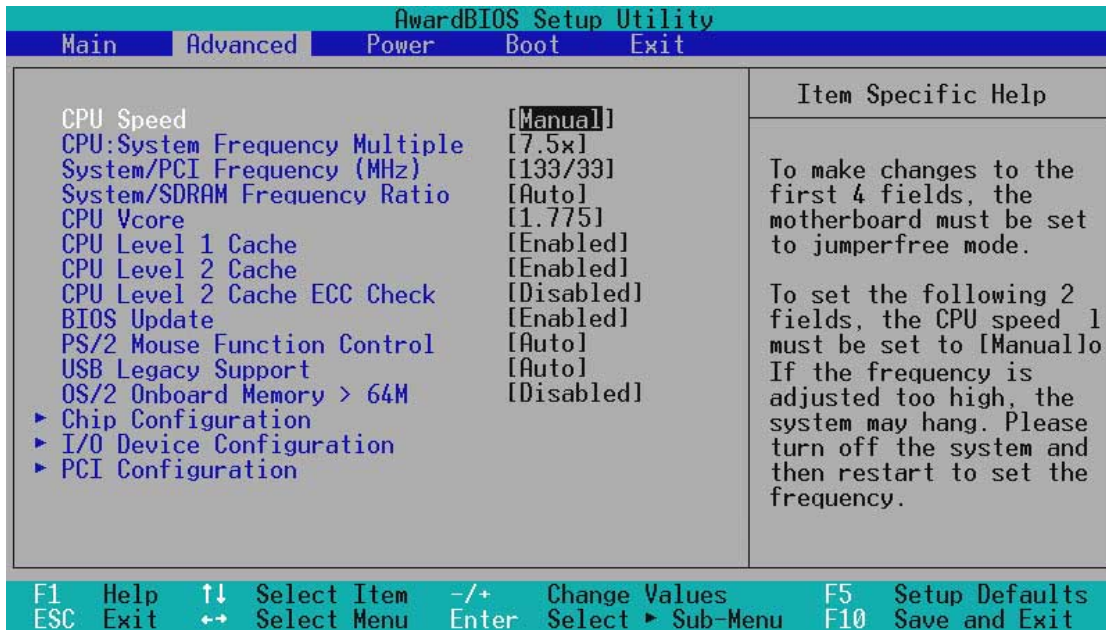 AwardBIOS Setup Utility
Main Advanced Power Boot Exit
CPU Speed [Manual]
CPU:System Frequency Multiple [7.5x]
System/PCI Frequency (MHz) [133/33]
System/SDRAM Frequency Ratio [Auto]
CPU Vcore [1.775]
CPU Level 1 Cache [Enabled]
CPU Level 2 Cache [Enabled]
CPU Level 2 Cache ECC Check [Disabled]
BIOS Update [Enabled]
PS/2 Mouse Function Control [Auto]
USB Legacy Support [Auto]
OS/2 Onboard Memory > 64M [Disabled]
► Chip Configuration
► I/O Device Configuration
► PCI Configuration
Item Specific Help
To make changes to the
first 4 fields, the
motherboard must be set
to jumperfree mode.
To set the following 2
fields, the CPU speed l
must be set to [Manual]o
If the frequency is
adjusted too high, the
system may hang. Please
turn off the system and
then restart to set the
frequency.
F1 Help ↑↓ Select Item -/+ Change Values F5 Setup Defaults
ESC Exit ←→ Select Menu Enter Select ► Sub-Menu F10 Save and Exit